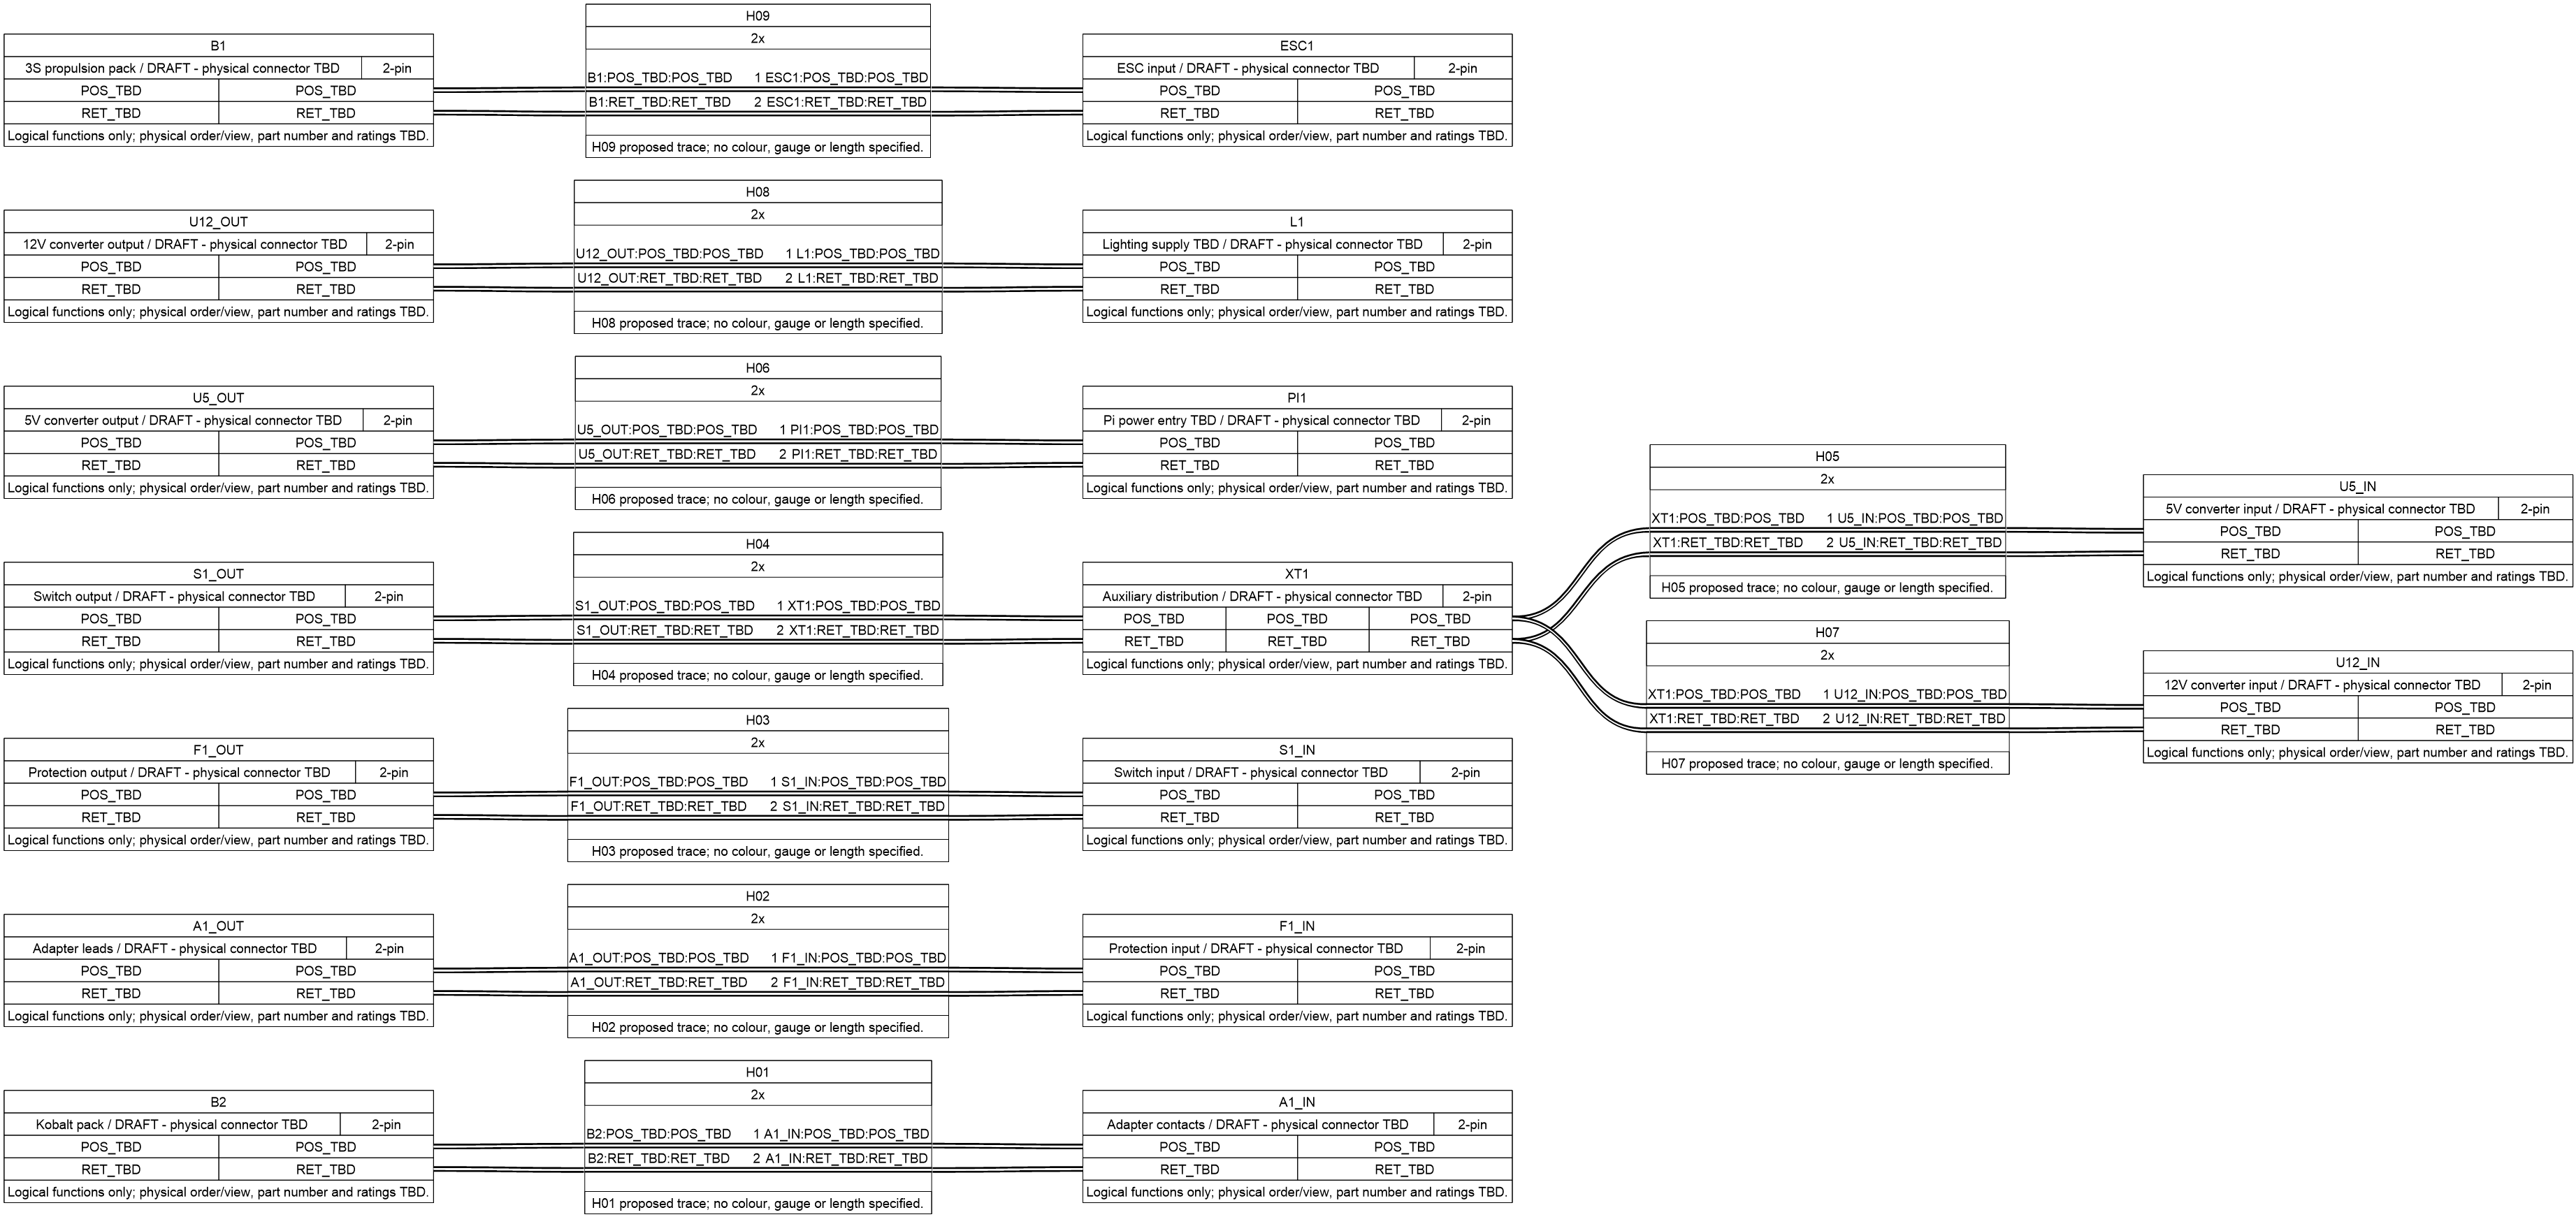 H09
2x
B1:POS_TBD:POS_TBD 1 ESC1:POS_TBD:POS_TBD
B1:RET_TBD:RET_TBD 2 ESC1:RET_TBD:RET_TBD
H09 proposed trace; no colour, gauge or length specified.
B1
3S propulsion pack / DRAFT - physical connector TBD 2-pin
POS_TBD POS_TBD
RET_TBD RET_TBD
Logical functions only; physical order/view, part number and ratings TBD.
ESC1
ESC input / DRAFT - physical connector TBD 2-pin
POS_TBD POS_TBD
RET_TBD RET_TBD
Logical functions only; physical order/view, part number and ratings TBD.
H08
2x
U12_OUT:POS_TBD:POS_TBD 1 L1:POS_TBD:POS_TBD
U12_OUT:RET_TBD:RET_TBD 2 L1:RET_TBD:RET_TBD
H08 proposed trace; no colour, gauge or length specified.
U12_OUT
12V converter output / DRAFT - physical connector TBD 2-pin
POS_TBD POS_TBD
RET_TBD RET_TBD
Logical functions only; physical order/view, part number and ratings TBD.
L1
Lighting supply TBD / DRAFT - physical connector TBD 2-pin
POS_TBD POS_TBD
RET_TBD RET_TBD
Logical functions only; physical order/view, part number and ratings TBD.
H06
2x
U5_OUT:POS_TBD:POS_TBD 1 PI1:POS_TBD:POS_TBD
U5_OUT:RET_TBD:RET_TBD 2 PI1:RET_TBD:RET_TBD
H06 proposed trace; no colour, gauge or length specified.
U5_OUT
5V converter output / DRAFT - physical connector TBD 2-pin
POS_TBD POS_TBD
RET_TBD RET_TBD
Logical functions only; physical order/view, part number and ratings TBD.
PI1
Pi power entry TBD / DRAFT - physical connector TBD 2-pin
POS_TBD POS_TBD
RET_TBD RET_TBD
Logical functions only; physical order/view, part number and ratings TBD.
H05
2x
XT1:POS_TBD:POS_TBD 1 U5_IN:POS_TBD:POS_TBD
XT1:RET_TBD:RET_TBD 2 U5_IN:RET_TBD:RET_TBD
H05 proposed trace; no colour, gauge or length specified.
U5_IN
5V converter input / DRAFT - physical connector TBD 2-pin
POS_TBD POS_TBD
RET_TBD RET_TBD
Logical functions only; physical order/view, part number and ratings TBD.
H04
2x
S1_OUT:POS_TBD:POS_TBD 1 XT1:POS_TBD:POS_TBD
S1_OUT:RET_TBD:RET_TBD 2 XT1:RET_TBD:RET_TBD
H04 proposed trace; no colour, gauge or length specified.
S1_OUT
Switch output / DRAFT - physical connector TBD 2-pin
POS_TBD POS_TBD
RET_TBD RET_TBD
Logical functions only; physical order/view, part number and ratings TBD.
XT1
Auxiliary distribution / DRAFT - physical connector TBD 2-pin
POS_TBD POS_TBD POS_TBD
RET_TBD RET_TBD RET_TBD
Logical functions only; physical order/view, part number and ratings TBD.
H07
2x
XT1:POS_TBD:POS_TBD 1 U12_IN:POS_TBD:POS_TBD
XT1:RET_TBD:RET_TBD 2 U12_IN:RET_TBD:RET_TBD
H07 proposed trace; no colour, gauge or length specified.
U12_IN
12V converter input / DRAFT - physical connector TBD 2-pin
POS_TBD POS_TBD
RET_TBD RET_TBD
Logical functions only; physical order/view, part number and ratings TBD.
H03
2x
F1_OUT:POS_TBD:POS_TBD 1 S1_IN:POS_TBD:POS_TBD
F1_OUT:RET_TBD:RET_TBD 2 S1_IN:RET_TBD:RET_TBD
H03 proposed trace; no colour, gauge or length specified.
F1_OUT
Protection output / DRAFT - physical connector TBD 2-pin
POS_TBD POS_TBD
RET_TBD RET_TBD
Logical functions only; physical order/view, part number and ratings TBD.
S1_IN
Switch input / DRAFT - physical connector TBD 2-pin
POS_TBD POS_TBD
RET_TBD RET_TBD
Logical functions only; physical order/view, part number and ratings TBD.
H02
2x
A1_OUT:POS_TBD:POS_TBD 1 F1_IN:POS_TBD:POS_TBD
A1_OUT:RET_TBD:RET_TBD 2 F1_IN:RET_TBD:RET_TBD
H02 proposed trace; no colour, gauge or length specified.
A1_OUT
Adapter leads / DRAFT - physical connector TBD 2-pin
POS_TBD POS_TBD
RET_TBD RET_TBD
Logical functions only; physical order/view, part number and ratings TBD.
F1_IN
Protection input / DRAFT - physical connector TBD 2-pin
POS_TBD POS_TBD
RET_TBD RET_TBD
Logical functions only; physical order/view, part number and ratings TBD.
H01
2x
B2:POS_TBD:POS_TBD 1 A1_IN:POS_TBD:POS_TBD
B2:RET_TBD:RET_TBD 2 A1_IN:RET_TBD:RET_TBD
H01 proposed trace; no colour, gauge or length specified.
B2
Kobalt pack / DRAFT - physical connector TBD 2-pin
POS_TBD POS_TBD
RET_TBD RET_TBD
Logical functions only; physical order/view, part number and ratings TBD.
A1_IN
Adapter contacts / DRAFT - physical connector TBD 2-pin
POS_TBD POS_TBD
RET_TBD RET_TBD
Logical functions only; physical order/view, part number and ratings TBD.